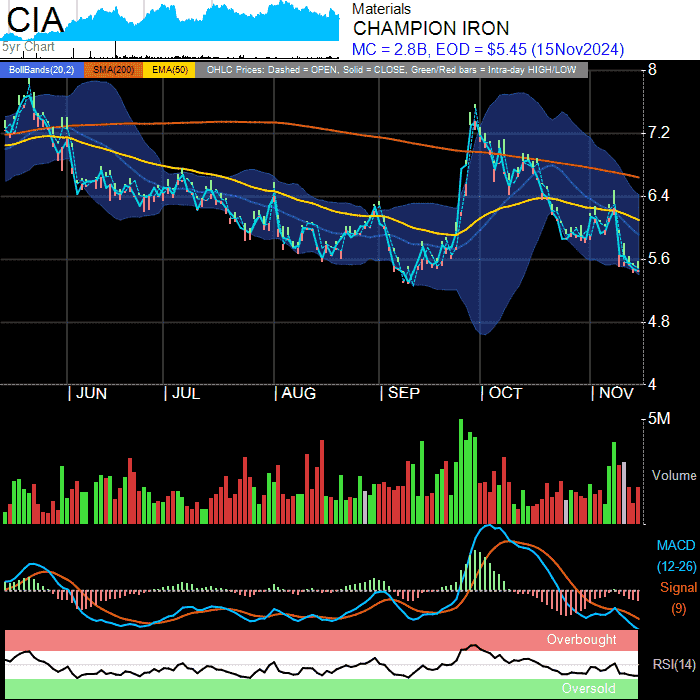 CIA
5yr Chart
Materials
CHAMPION IRON
MC = 2.8B, EOD = $5.45 (15Nov2024)
BollBands(20,2) SMA(200) EMA(50) OHLC Prices: Dashed = OPEN, Solid = CLOSE, Green/Red bars = Intra-day HIGH/LOW
8
7.2
6.4
5.6
4.8
4
| JUN | JUL | AUG | SEP | OCT | NOV
5M
Volume
MACD
(12-26)
Signal
(9)
Overbought
RSI(14)
Oversold